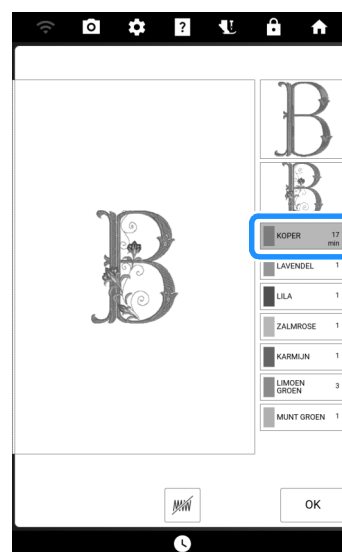 ?
KOPER 17
min
LAVENDEL 1
LILA 1
ZALMROSE 1
KARMIJN 1
LIMOEN
GROEN 3
MUNT GROEN 1
OK